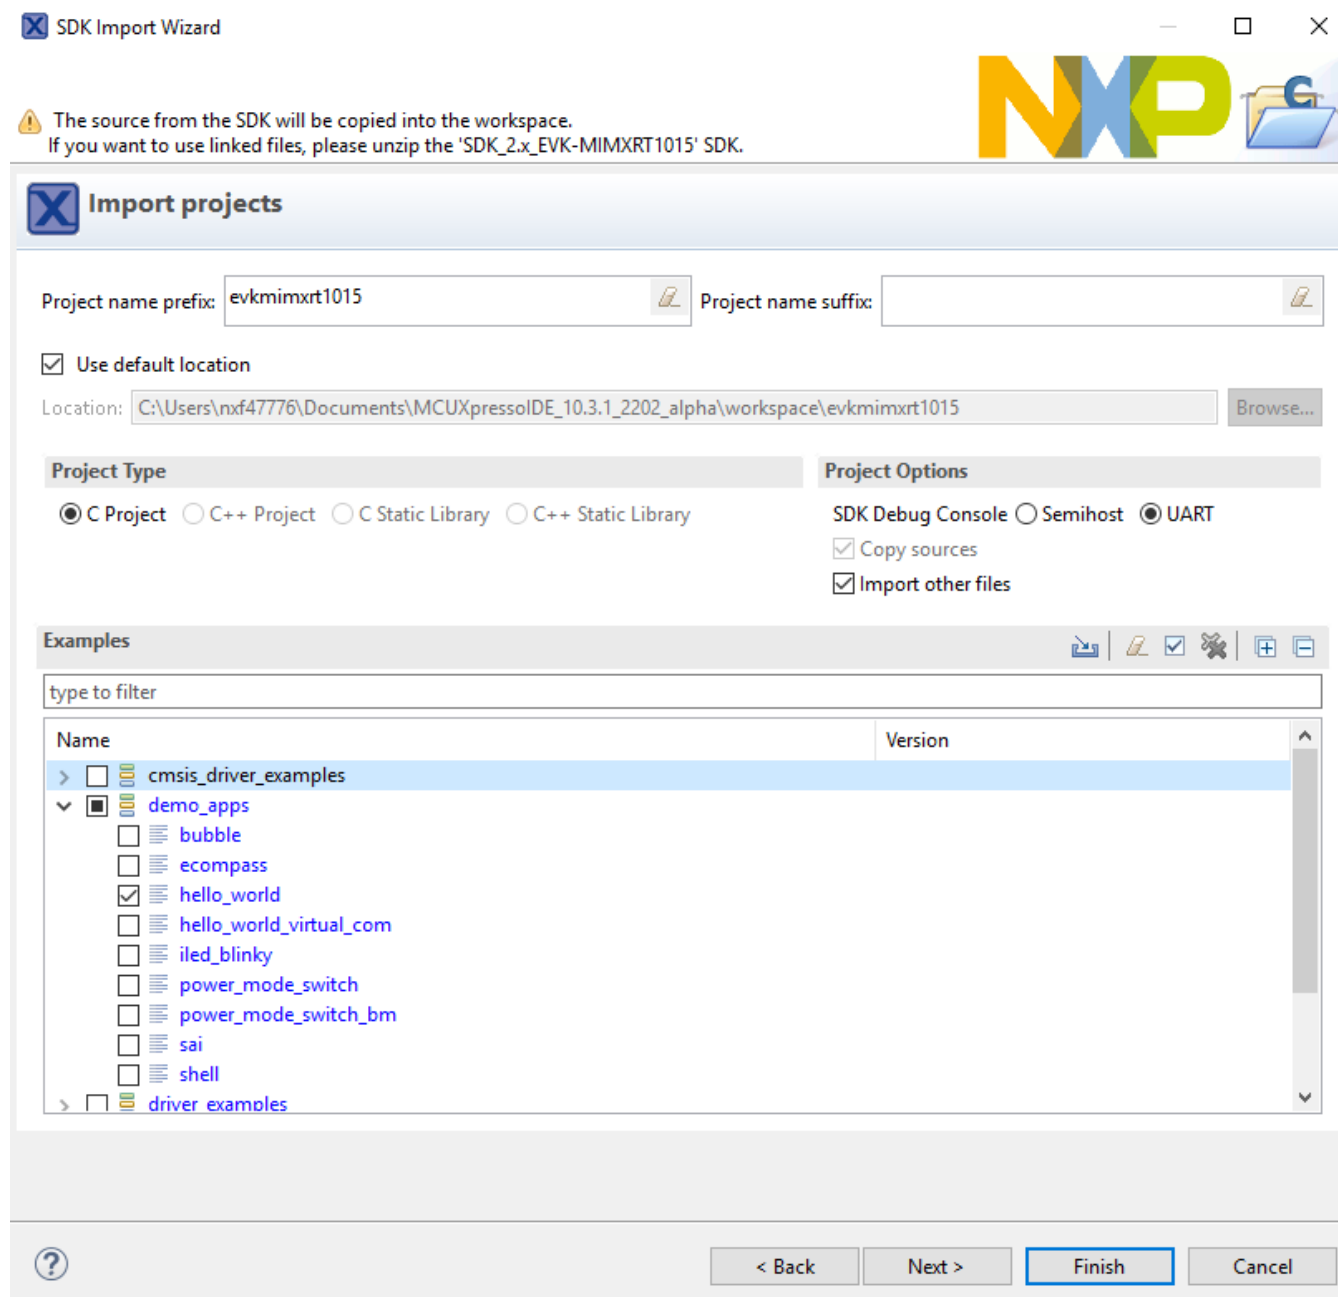 SDK Import Wizard
NXP
The source from the SDK will be copied into the workspace.
If you want to use linked files, please unzip the 'SDK_2.x_EVK-MIMXRT1015' SDK.
Import projects
Project name prefix: evkmimxrt1015 Project name suffix:
Use default location
Location: C:\Users\nxf47776\Documents\MCUXpressoIDE_10.3.1_2202_alpha\workspace\evkmimxrt1015 Browse...
Project Type Project Options
C Project C++ Project C Static Library C++ Static Library SDK Debug Console Semihost UART
Copy sources
Import other files
Examples
type to filter
Name Version
cmsis_driver_examples
demo_apps
bubble
ecompass
hello_world
hello_world_virtual_com
iled_blinky
power_mode_switch
power_mode_switch_bm
sai
shell
driver_examples
< Back Next > Finish Cancel